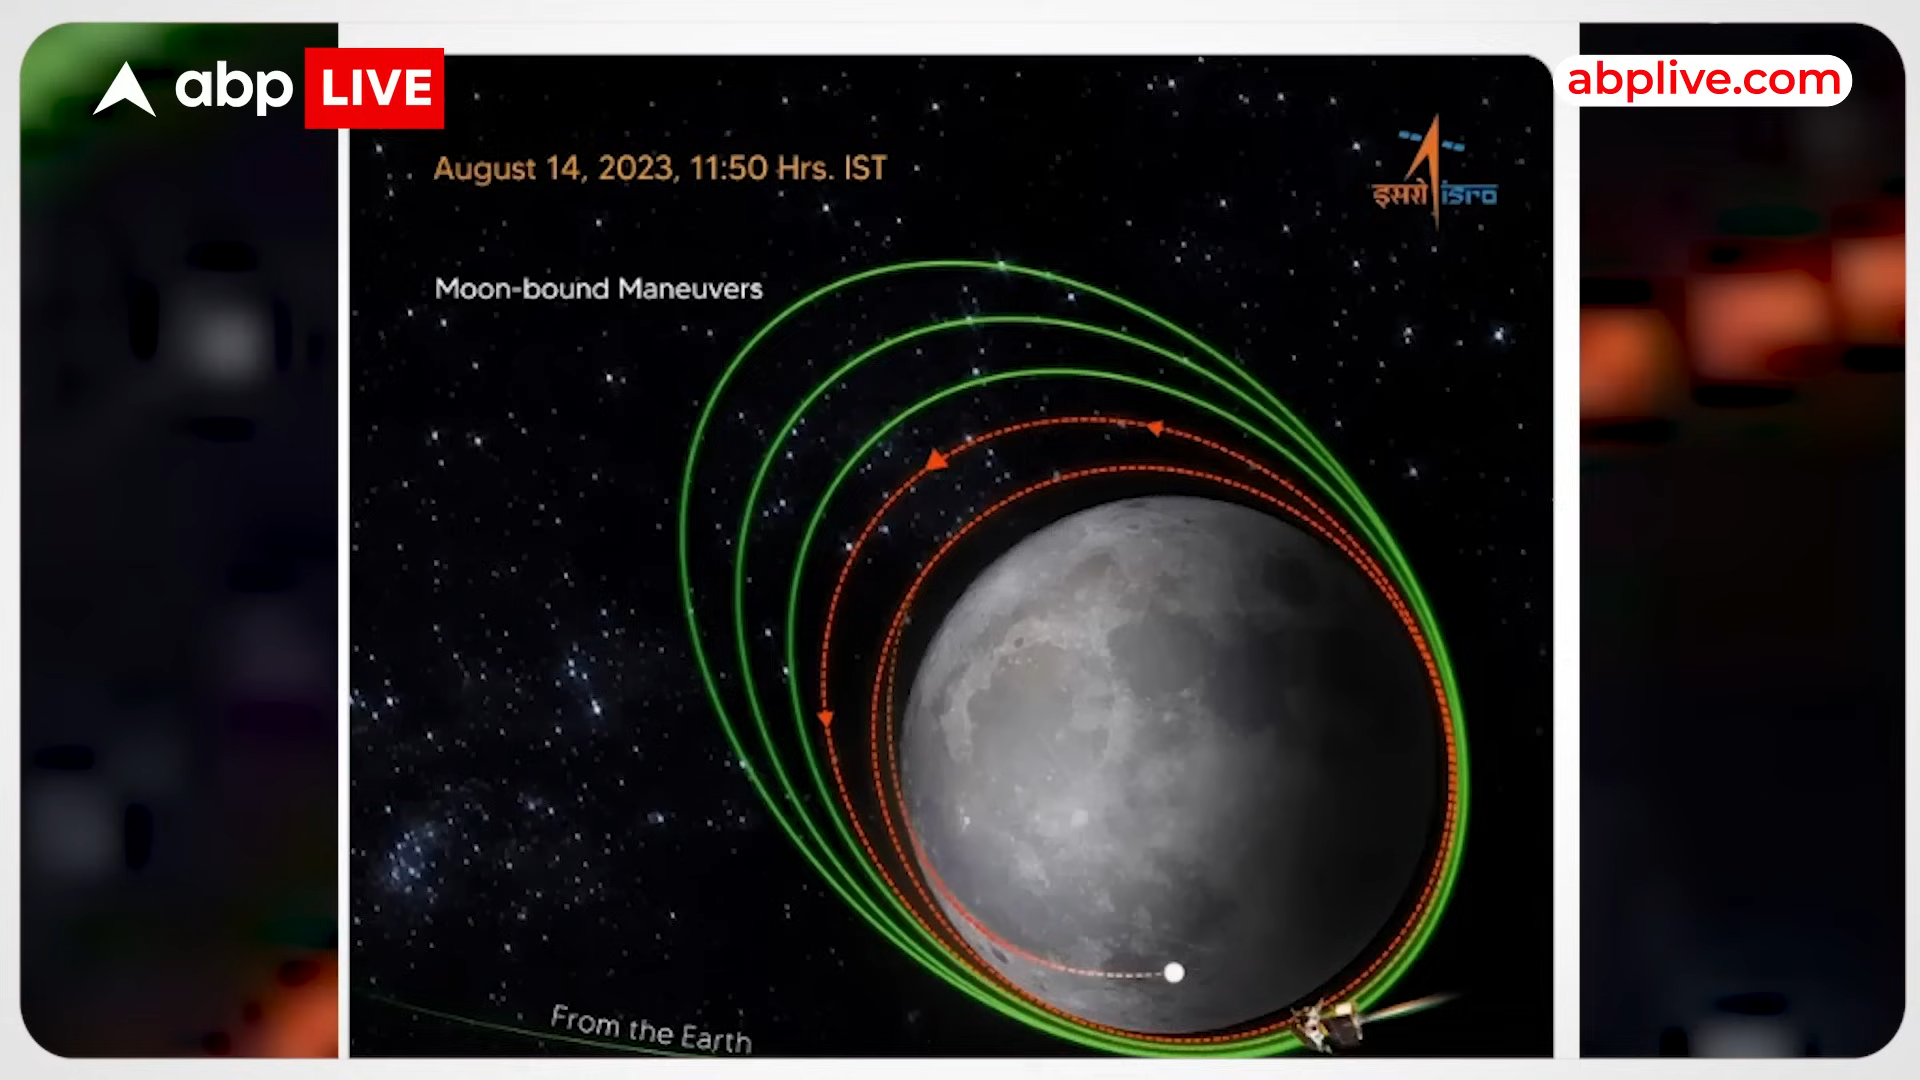 abp LIVE
abplive.com
August 14, 2023, 11:50 Hrs. IST
इसरो isro
Moon-bound Maneuvers
From the Earth